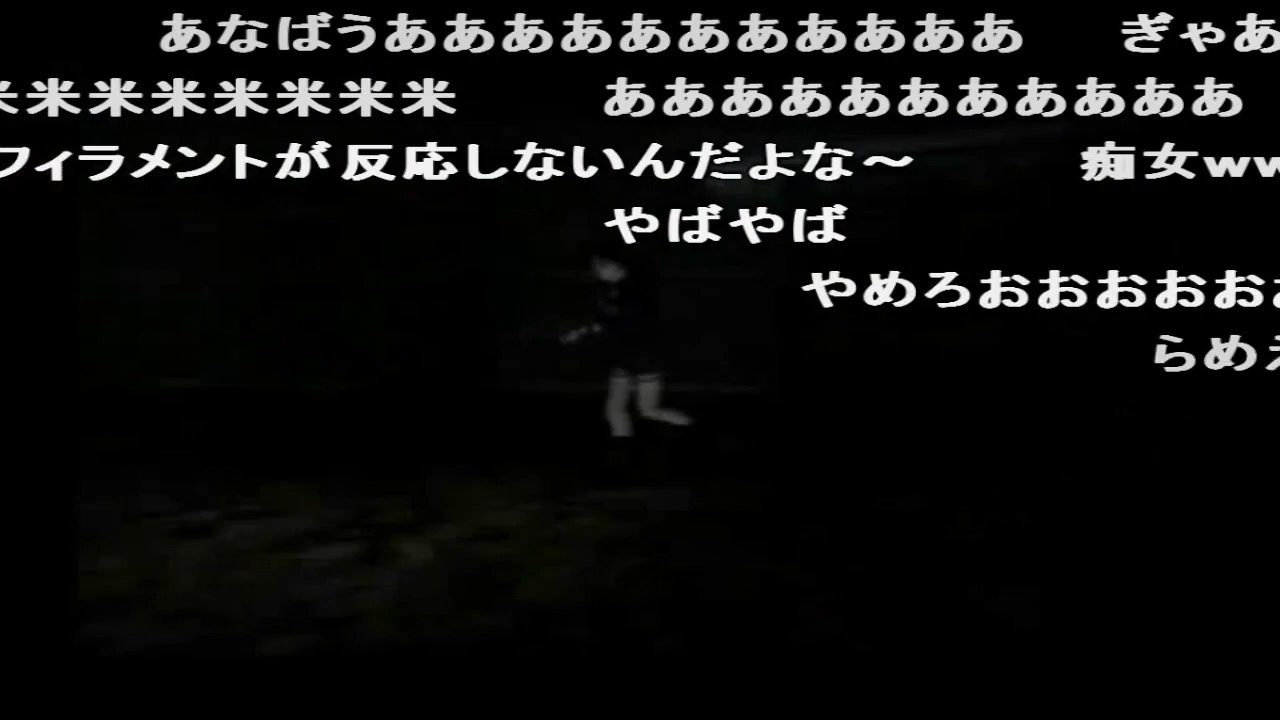 あなばうあああああああああああ ぎゃあ
米米米米米米米米 あああああああああああ
フィラメントが反応しないんだよな～ 痴女ww
やばやば
やめろおおおおお
らめえ